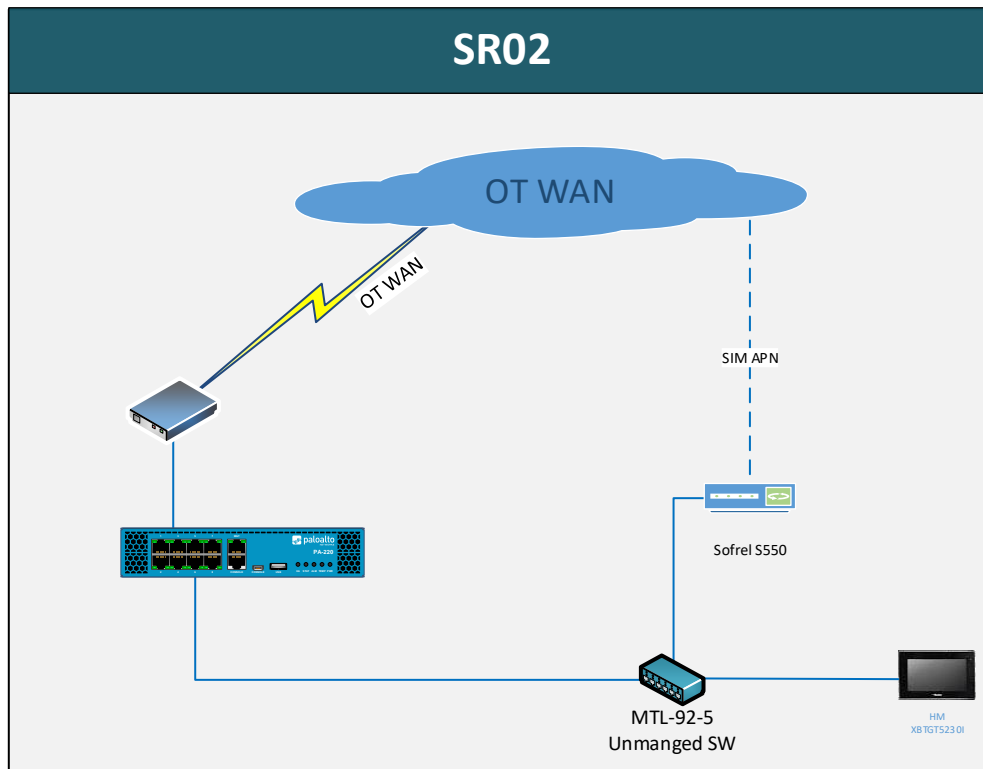 SR02
OT WAN
OT WAN
SIM APN
paloalto
PA-220
Sofrel S550
MTL-92-5
Unmanged SW
HM
XBTGT5230I